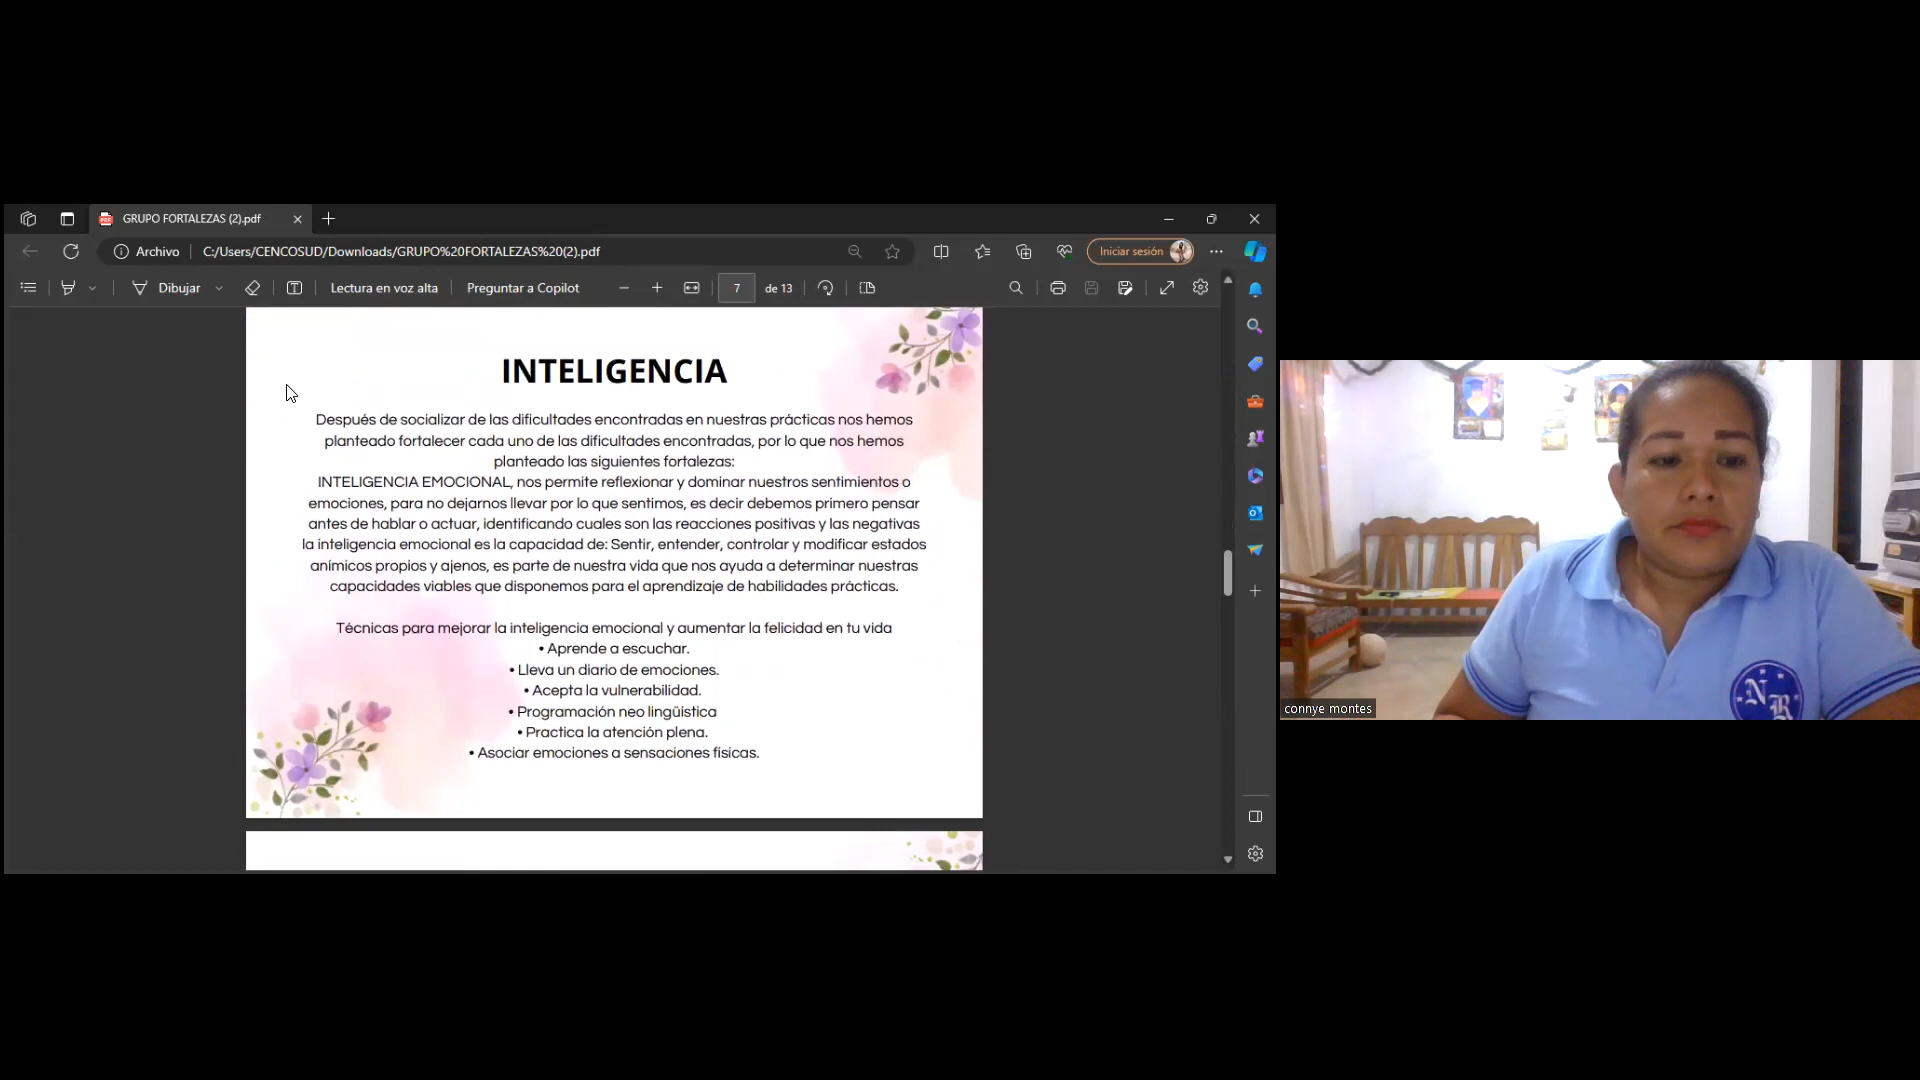 GRUPO FORTALEZAS (2).pdf
Archivo
C:/Users/CENCOSUD/Downloads/GRUPO%20FORTALEZAS%20(2).pdf
Iniciar sesión
Dibujar
Lectura en voz alta
Preguntar a Copilot
7
de 13
INTELIGENCIA
Después de socializar de las dificultades encontradas en nuestras prácticas nos hemos
planteado fortalecer cada uno de las dificultades encontradas, por lo que nos hemos
planteado las siguientes fortalezas:
INTELIGENCIA EMOCIONAL, nos permite reflexionar y dominar nuestros sentimientos o
emociones, para no dejarnos llevar por lo que sentimos, es decir debemos primero pensar
antes de hablar o actuar, identificando cuales son las reacciones positivas y las negativas
la inteligencia emocional es la capacidad de: Sentir, entender, controlar y modificar estados
anímicos propios y ajenos, es parte de nuestra vida que nos ayuda a determinar nuestras
capacidades viables que disponemos para el aprendizaje de habilidades prácticas.
Técnicas para mejorar la inteligencia emocional y aumentar la felicidad en tu vida
• Aprende a escuchar.
• Lleva un diario de emociones.
• Acepta la vulnerabilidad.
• Programación neo lingüística
• Practica la atención plena.
• Asociar emociones a sensaciones físicas.
connye montes
NR